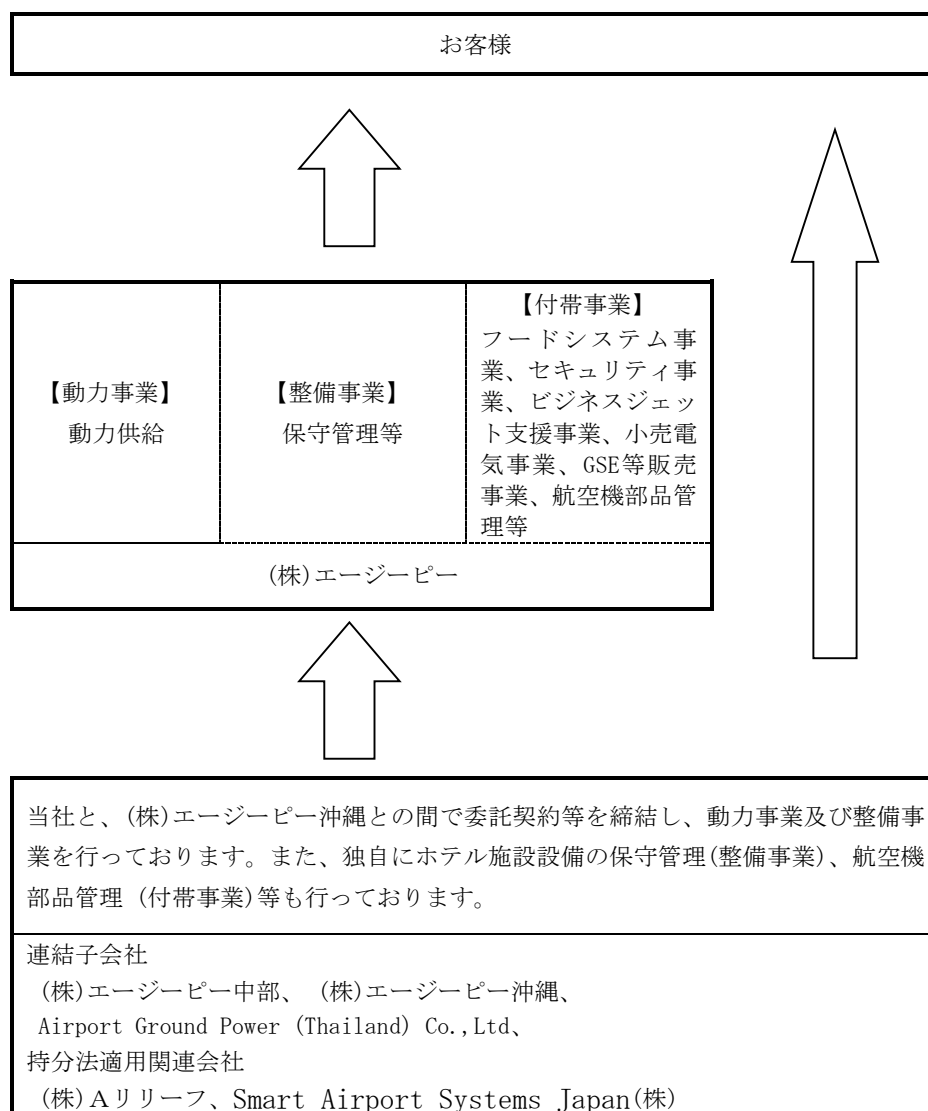 お客様
【動力事業】
動力供給
【整備事業】
保守管理等
【付帯事業】
フードシステム事
業、セキュリティ事
業、ビジネスジェッ
ト支援事業、小売電
気事業、GSE等販売
事業、航空機部品管
理等
(株)エージーピー
当社と、(株)エージーピー沖縄との間で委託契約等を締結し、動力事業及び整備事
業を行っております。また、独自にホテル施設設備の保守管理(整備事業)、航空機
部品管理 (付帯事業)等も行っております。
連結子会社
(株)エージーピー中部、 (株)エージーピー沖縄、
Airport Ground Power (Thailand) Co.,Ltd、
持分法適用関連会社
(株)Aリリーフ、Smart Airport Systems Japan(株)